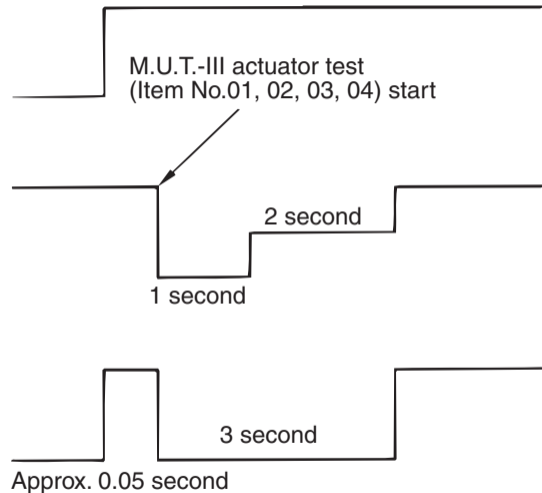 M.U.T.-III actuator test
(Item No.01, 02, 03, 04) start
2 second
1 second
3 second
Approx. 0.05 second